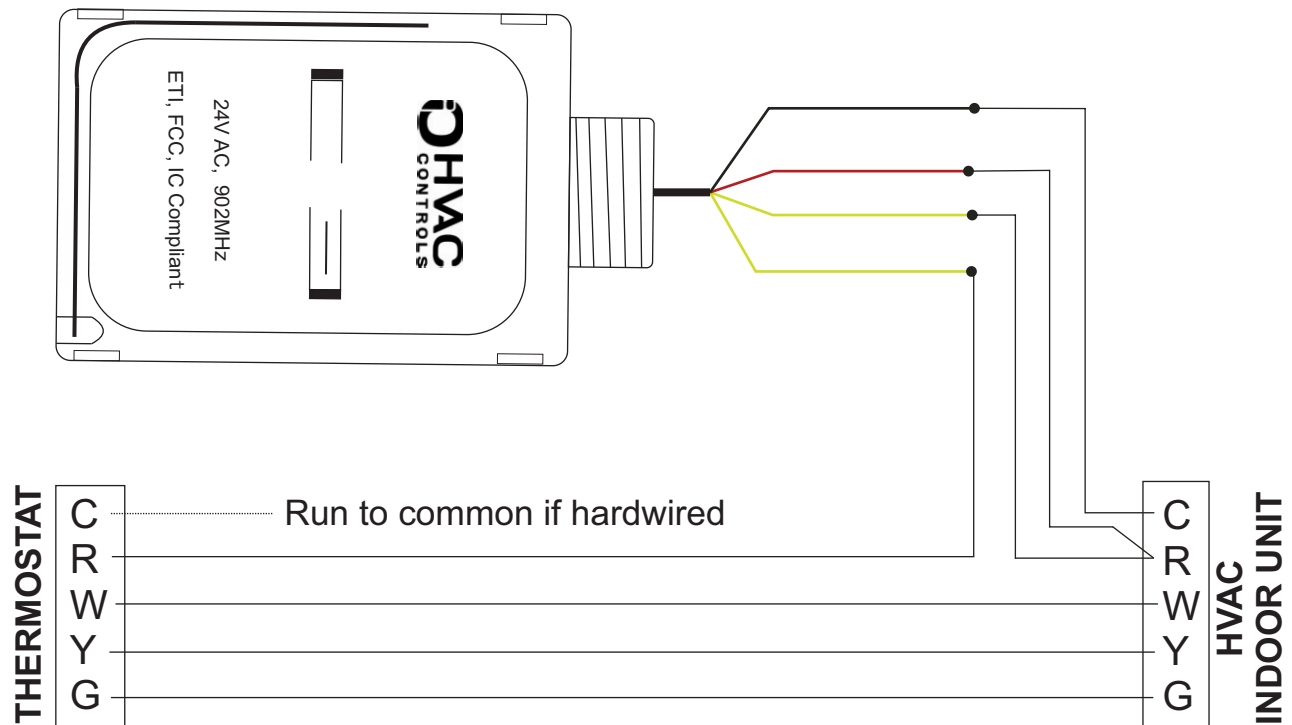 24V AC, 902MHz
ETI, FCC, IC Compliant
HVAC
CONTROLS
THERMOSTAT
C
Run to common if hardwired
R
W
Y
G
C
R
W
Y
G
HVAC
INDOOR UNIT